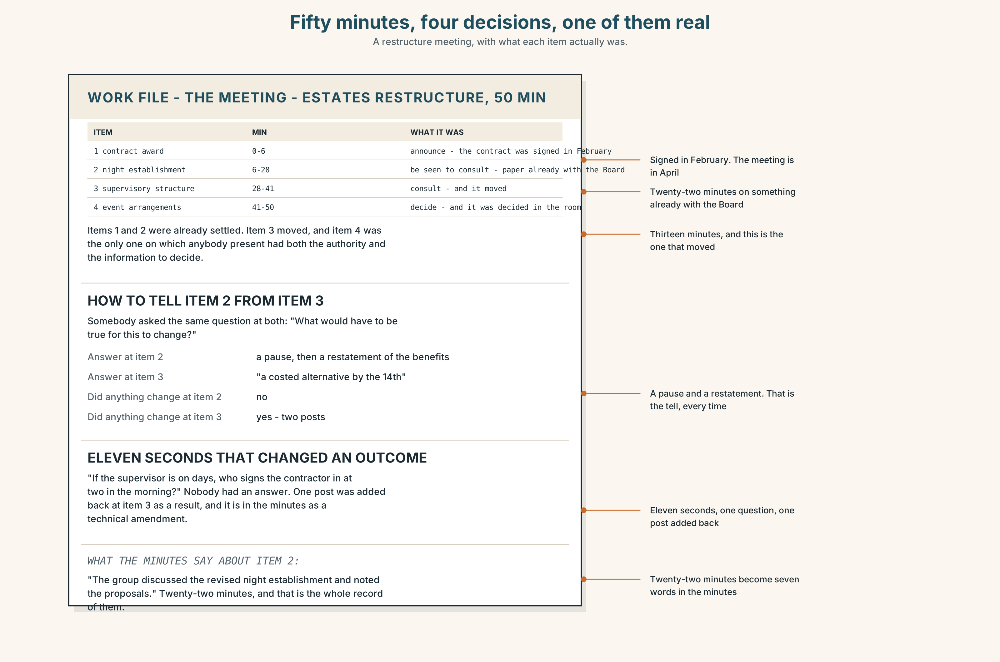 Fifty minutes, four decisions, one of them real
A restructure meeting, with what each item actually was.
WORK FILE - THE MEETING - ESTATES RESTRUCTURE, 50 MIN
ITEM MIN WHAT IT WAS
1 contract award 0-6 announce - the contract was signed in February
2 night establishment 6-28 be seen to consult - paper already with the Board
3 supervisory structure 28-41 consult - and it moved
4 event arrangements 41-50 decide - and it was decided in the room
Items 1 and 2 were already settled. Item 3 moved, and item 4 was
the only one on which anybody present had both the authority and
the information to decide.
HOW TO TELL ITEM 2 FROM ITEM 3
Somebody asked the same question at both: "What would have to be
true for this to change?"
Answer at item 2 a pause, then a restatement of the benefits
Answer at item 3 "a costed alternative by the 14th"
Did anything change at item 2 no
Did anything change at item 3 yes - two posts
ELEVEN SECONDS THAT CHANGED AN OUTCOME
"If the supervisor is on days, who signs the contractor in at
two in the morning?" Nobody had an answer. One post was added
back at item 3 as a result, and it is in the minutes as a
technical amendment.
WHAT THE MINUTES SAY ABOUT ITEM 2:
"The group discussed the revised night establishment and noted
the proposals." Twenty-two minutes, and that is the whole record
of them.
Signed in February. The meeting is
in April
Twenty-two minutes on something
already with the Board
Thirteen minutes, and this is the
one that moved
A pause and a restatement. That is
the tell, every time
Eleven seconds, one question, one
post added back
Twenty-two minutes become seven
words in the minutes